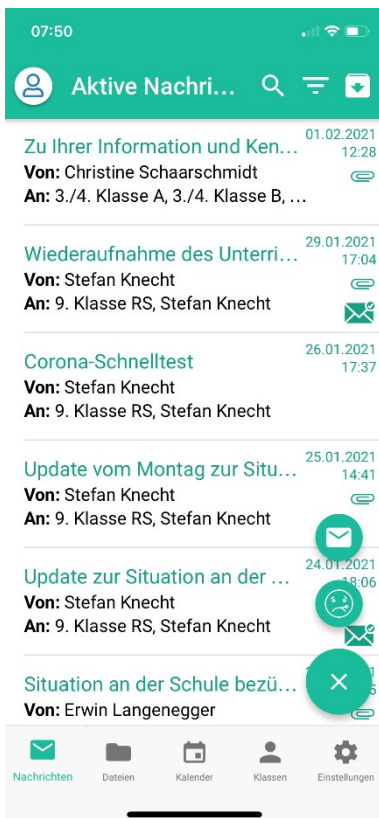 07:50
Aktive Nachri...
Zu Ihrer Information und Ken... 01.02.2021
12:28
Von: Christine Schaarschmidt
An: 3./4. Klasse A, 3./4. Klasse B, ...
Wiederaufnahme des Unterri... 29.01.2021
17:04
Von: Stefan Knecht
An: 9. Klasse RS, Stefan Knecht
Corona-Schnelltest 26.01.2021
17:37
Von: Stefan Knecht
An: 9. Klasse RS, Stefan Knecht
Update vom Montag zur Situ... 25.01.2021
14:41
Von: Stefan Knecht
An: 9. Klasse RS, Stefan Knecht
Update zur Situation an der ... 24.01.2021
18:06
Von: Stefan Knecht
An: 9. Klasse RS, Stefan Knecht
Situation an der Schule bezü...
Von: Erwin Langenegger
Nachrichten Dateien Kalender Klassen Einstellungen